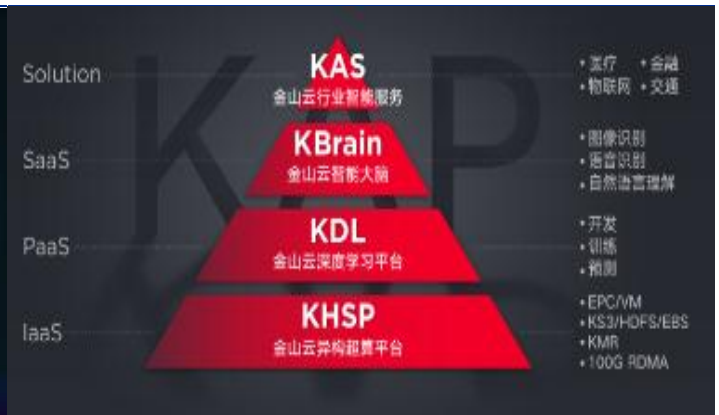 KAP
Solution
KAS
金山云行业智能服务
• 医疗 • 金融
• 物联网 • 交通
SaaS
KBrain
金山云智能大脑
• 图像识别
• 语音识别
• 自然语言理解
PaaS
KDL
金山云深度学习平台
• 开发
• 训练
• 预测
IaaS
KHSP
金山云异构超算平台
• EPC/VM
• KS3/HDFS/EBS
• KMR
• 100G RDMA